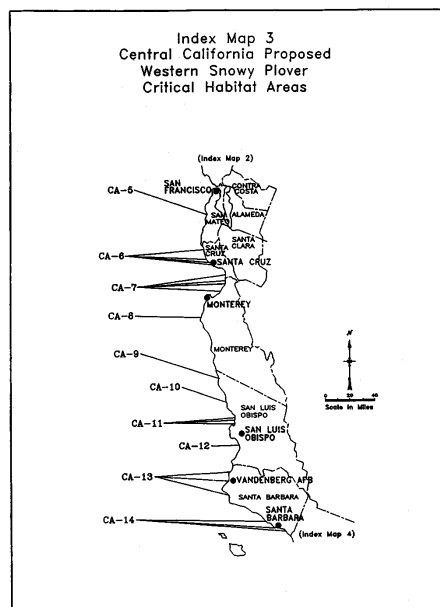 Index Map 3
Central California Proposed
Western Snowy Plover
Critical Habitat Areas
(Index Map 2)
SAN
FRANCISCO
CONTRA
COSTA
CA-5
SAN
MATEO
ALAMEDA
SANTA
CLARA
SANTA
CRUZ
CA-6
SANTA CRUZ
CA-7
MONTEREY
CA-8
N
MONTEREY
CA-9
CA-10
0 20 40
Scale in Miles
SAN LUIS
OBISPO
CA-11
SAN LUIS
OBISPO
CA-12
CA-13
VANDENBERG AFB
SANTA BARBARA
CA-14
SANTA
BARBARA
(Index Map 4)